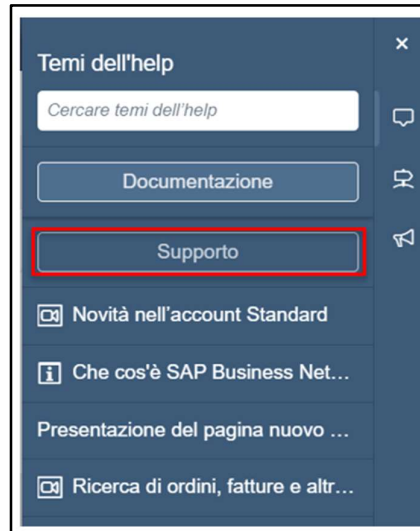 Temi dell'help
Cercare temi dell'help
Documentazione
Supporto
Novità nell'account Standard
Che cos'è SAP Business Net...
Presentazione del pagina nuovo ...
Ricerca di ordini, fatture e altr...